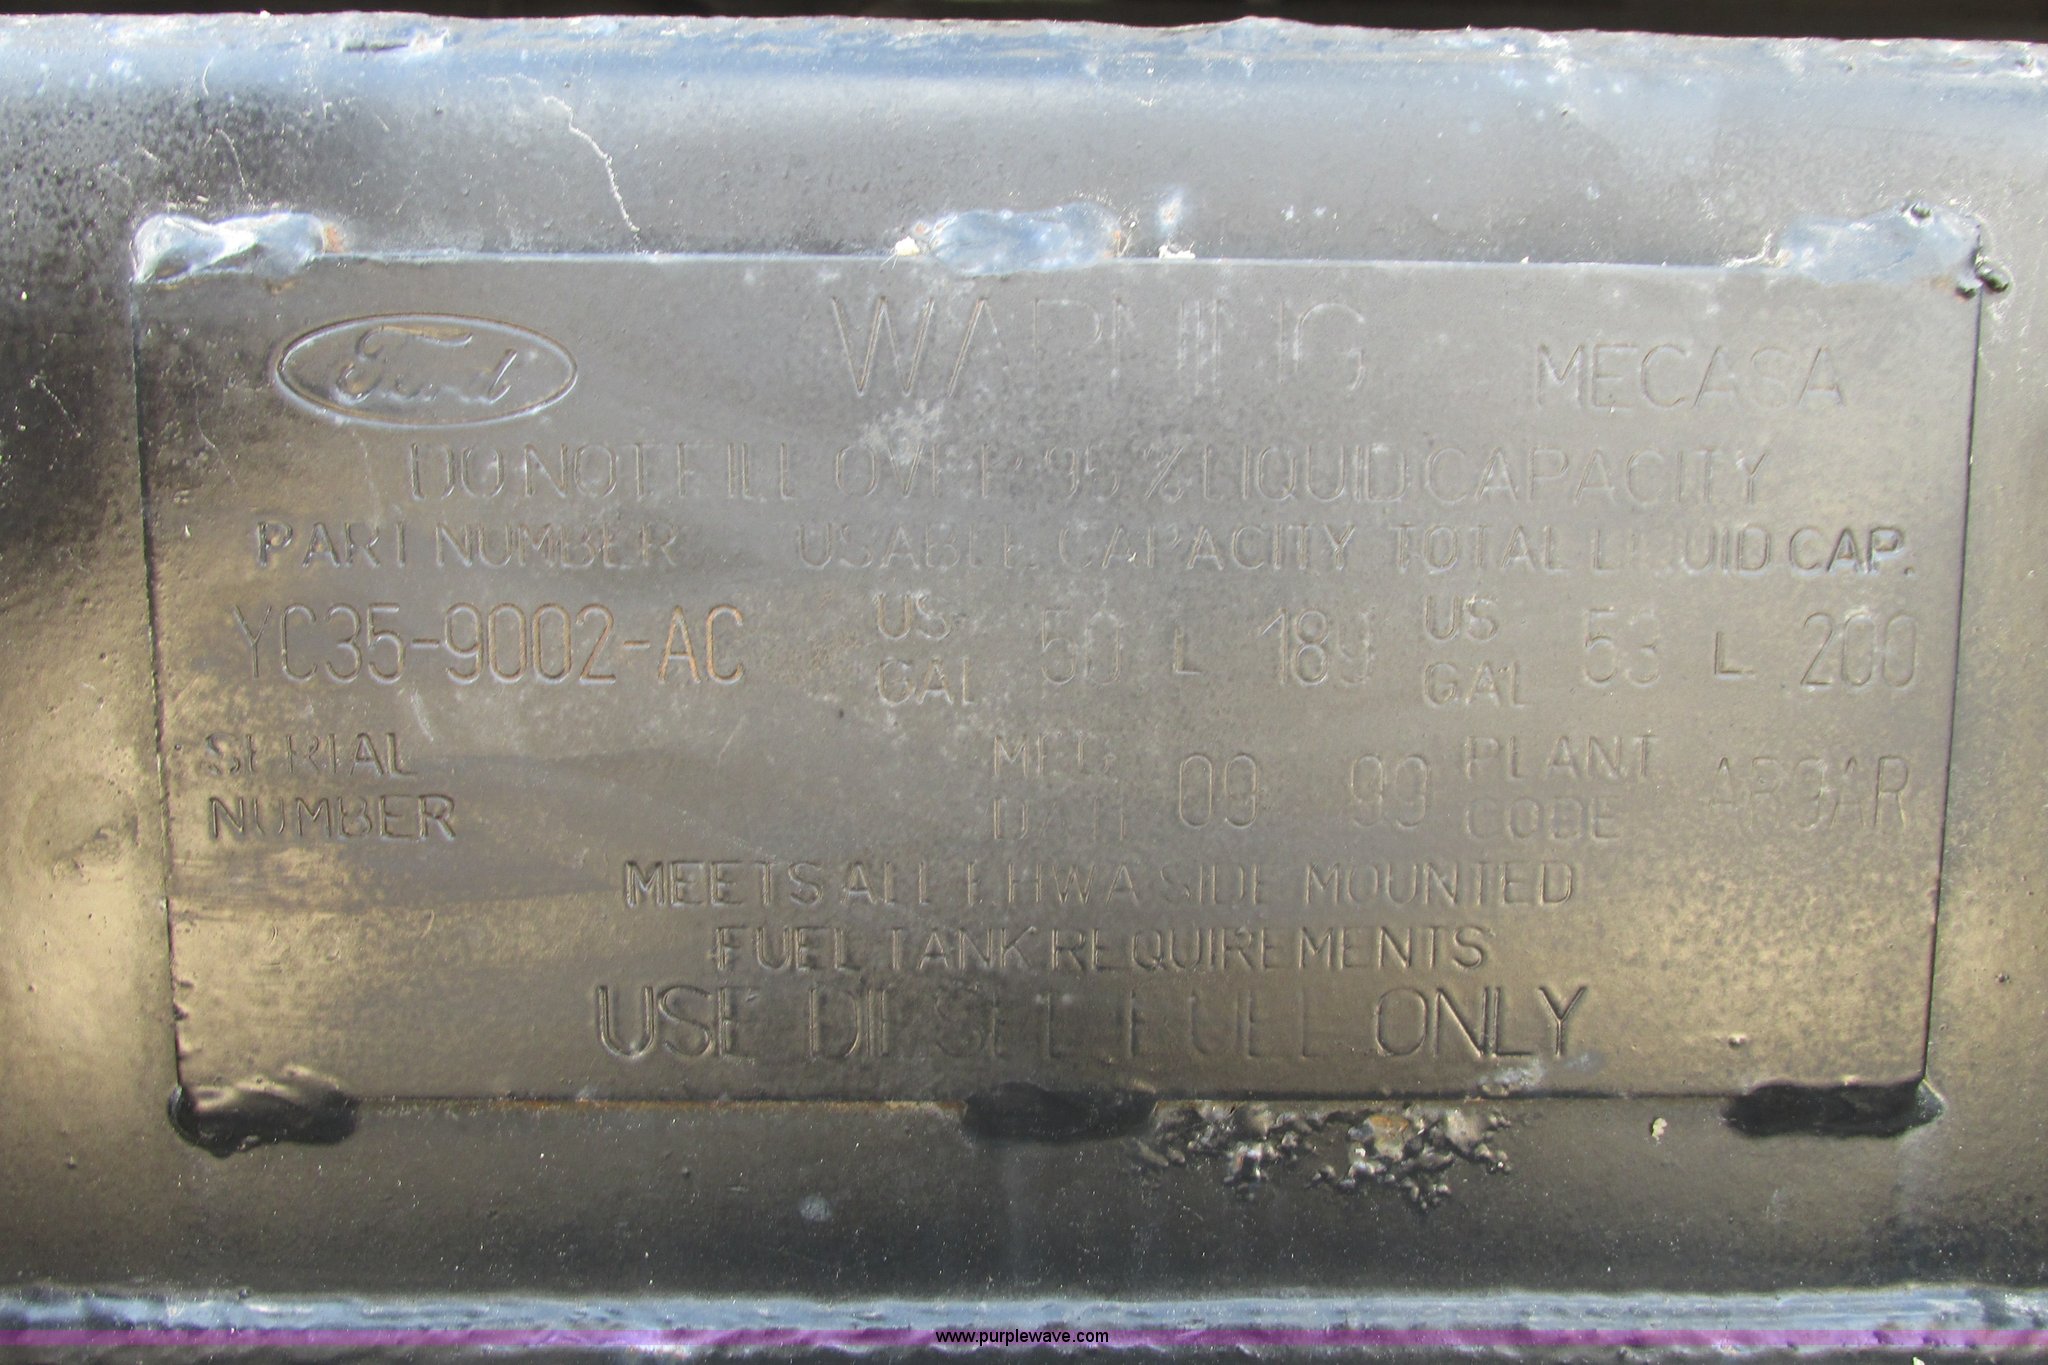 Ford
WARNING
MECASA
DO NOT FILL OVER 95 % LIQUID CAPACITY
PART NUMBER USABLE CAPACITY TOTAL LIQUID CAP.
YC35-9002-AC US GAL 50 L 189 US GAL 53 L 200
SERIAL NUMBER MFG DATE 09 99 PLANT CODE
MEETS ALL FHWA SIDE MOUNTED
FUEL TANK REQUIREMENTS
USE DIESEL FUEL ONLY
www.purplewave.com